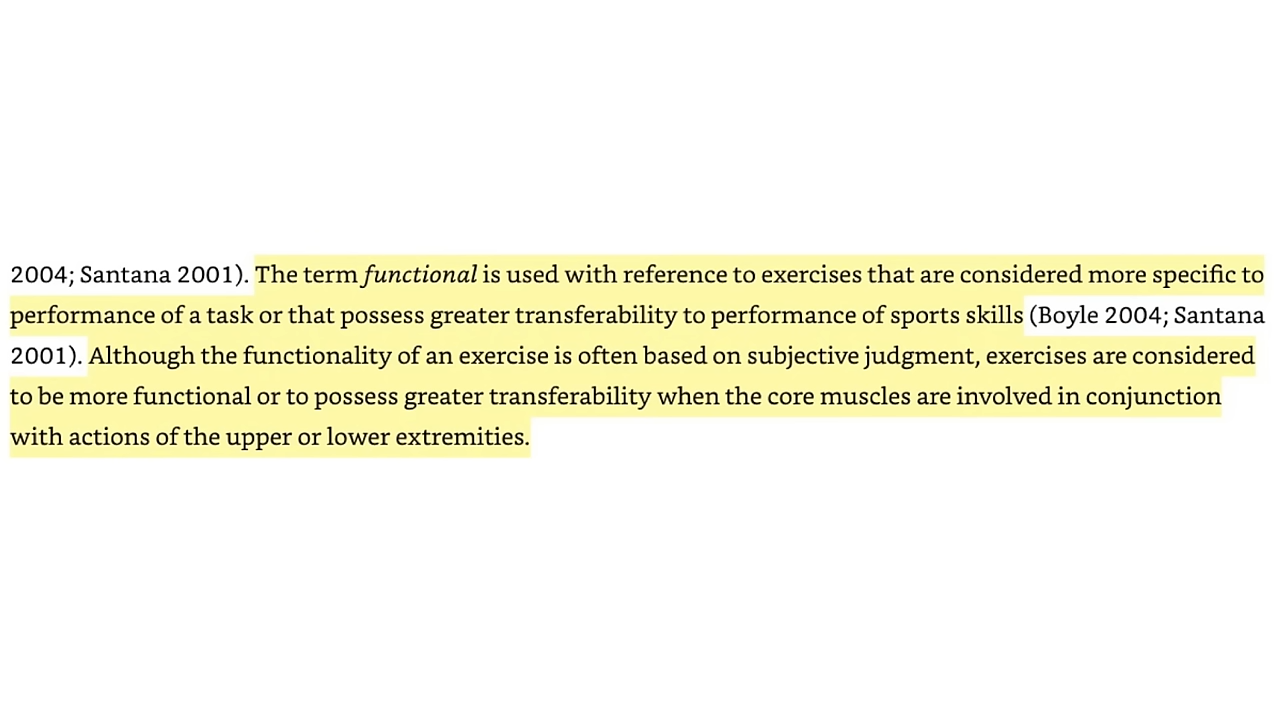 2004; Santana 2001). The term functional is used with reference to exercises that are considered more specific to
performance of a task or that possess greater transferability to performance of sports skills (Boyle 2004; Santana
2001). Although the functionality of an exercise is often based on subjective judgment, exercises are considered
to be more functional or to possess greater transferability when the core muscles are involved in conjunction
with actions of the upper or lower extremities.